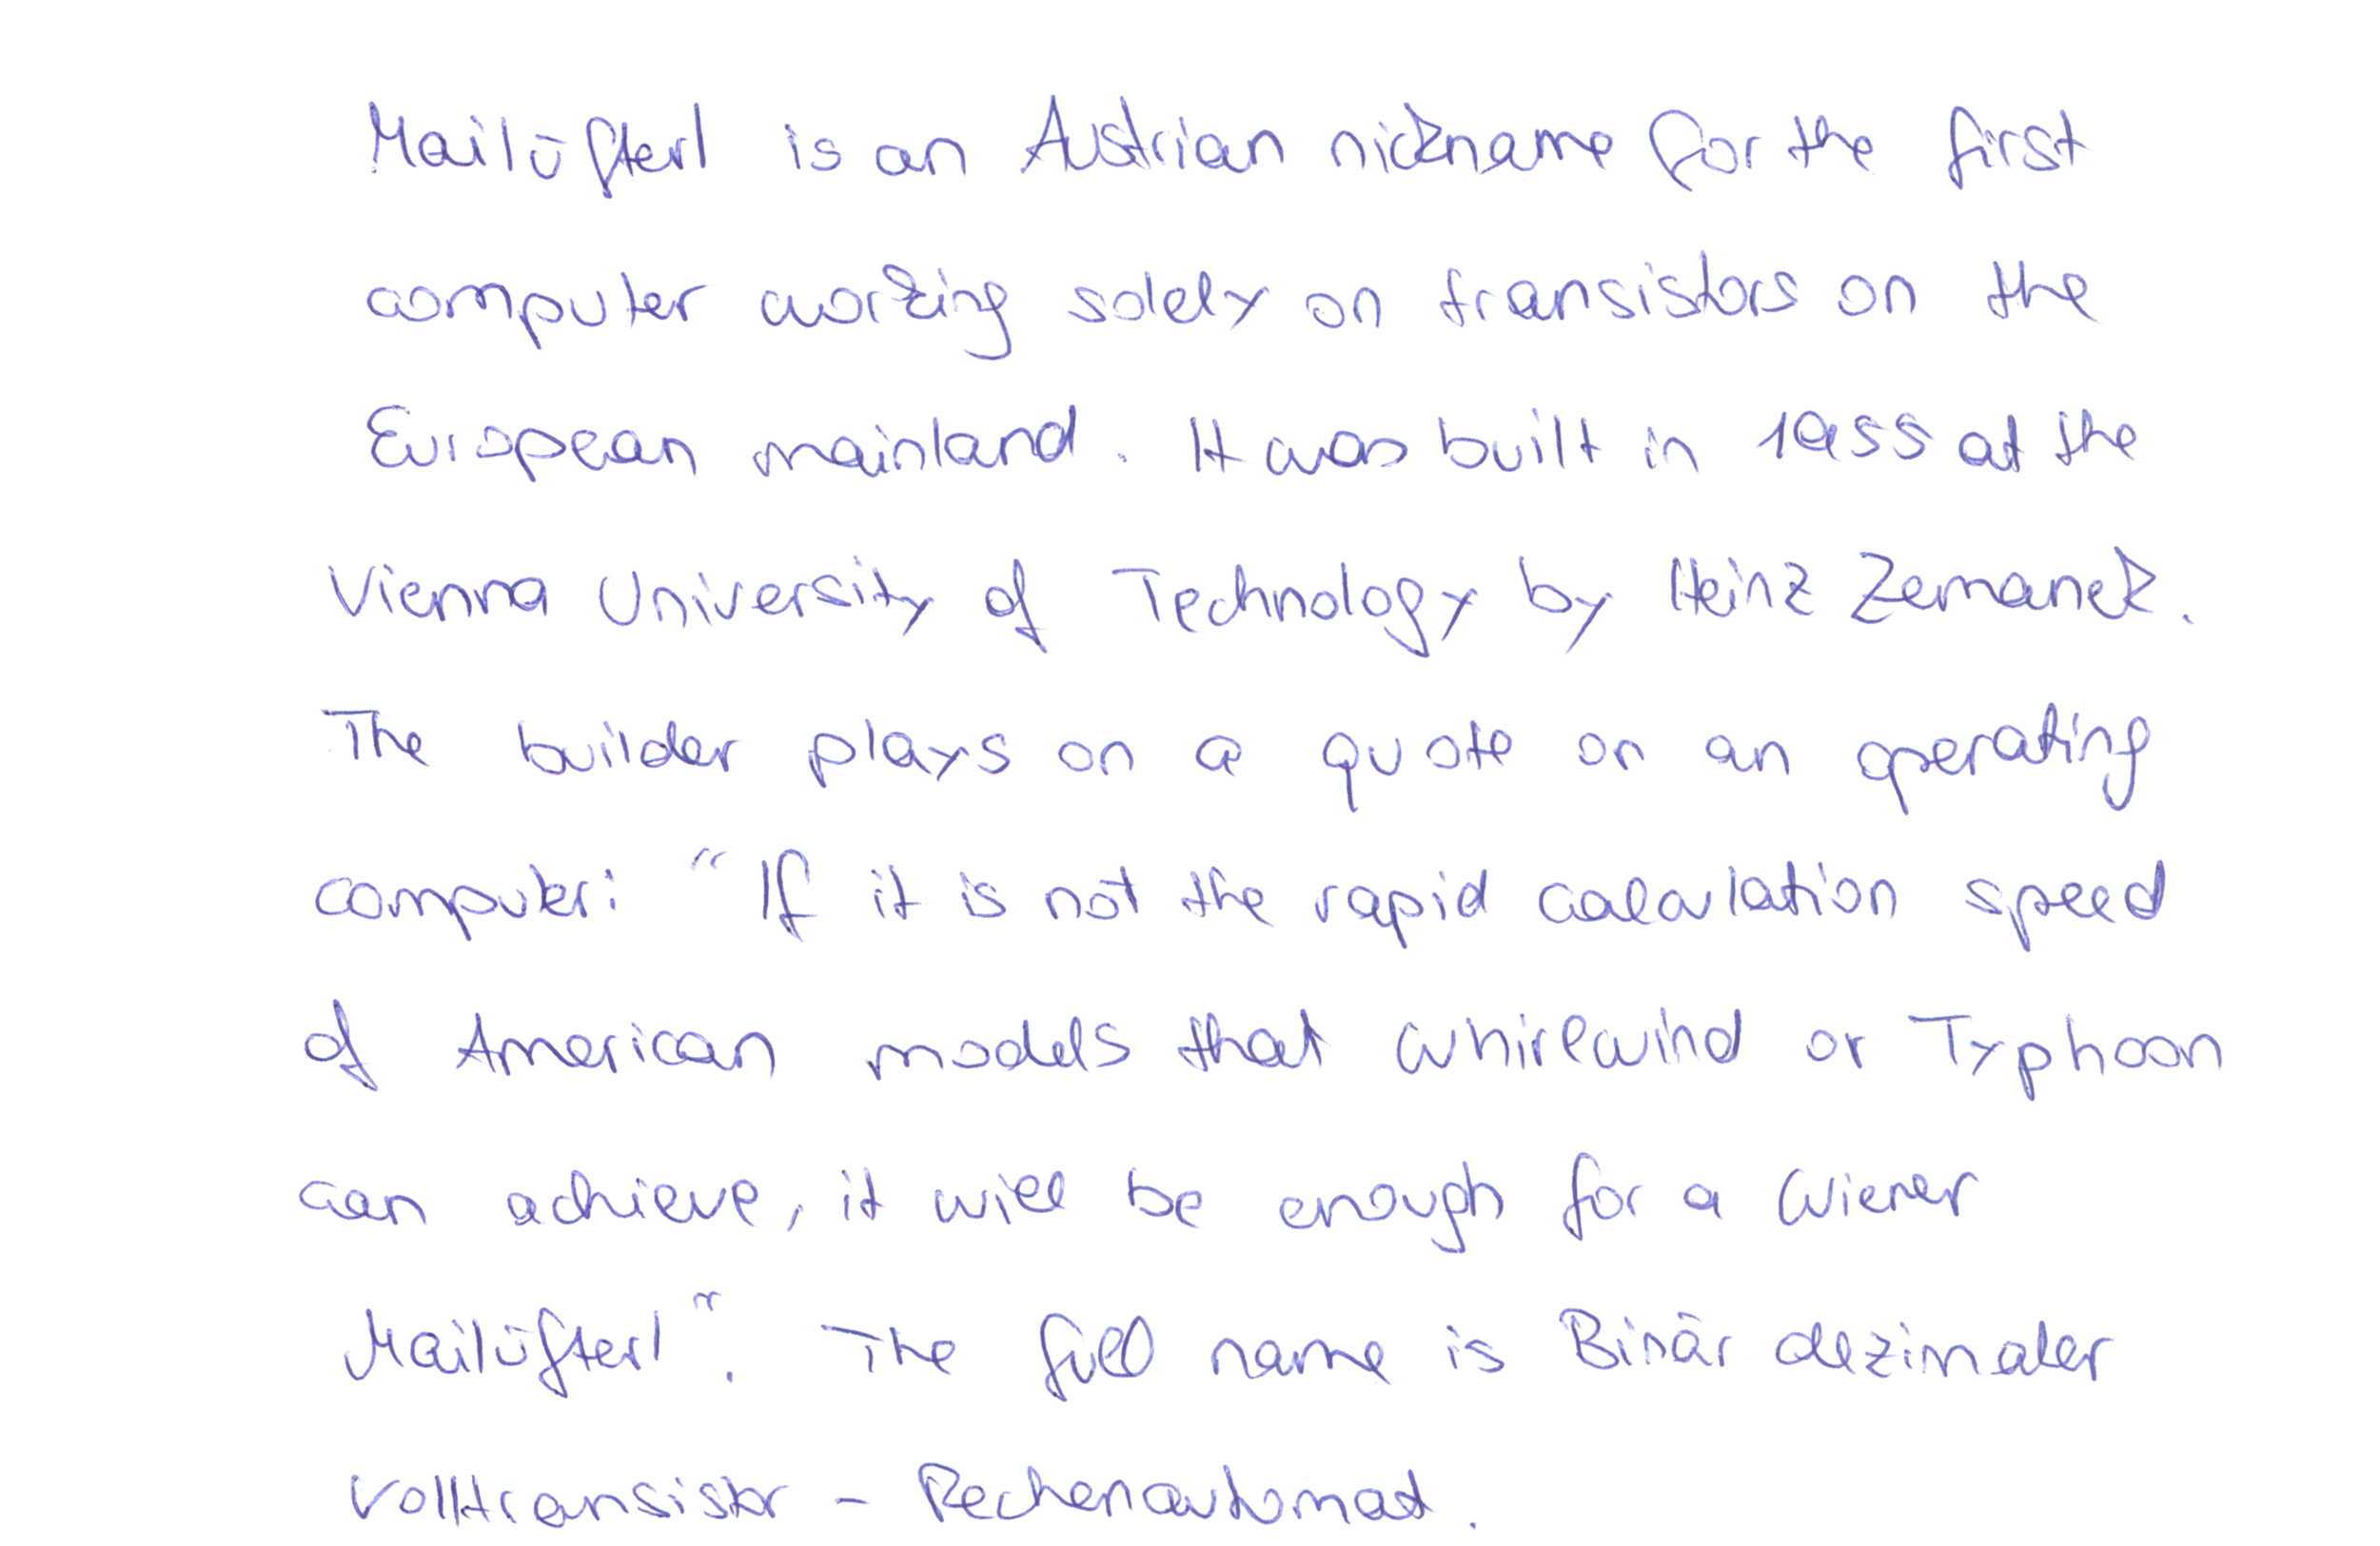 Mailüfterl is an Austrian nickname for the first
computer working solely on transistors on the
European mainland. It was built in 1955 at the
Vienna University of Technology by Heinz Zemanek.
The builder plays on a quote on an operating
computer: "If it is not the rapid calculation speed
of American models that Whirlwind or Typhoon
can achieve, it will be enough for a Wiener
Mailüfterl". The full name is Binär dezimaler
Volltransistor - Rechenautomat.